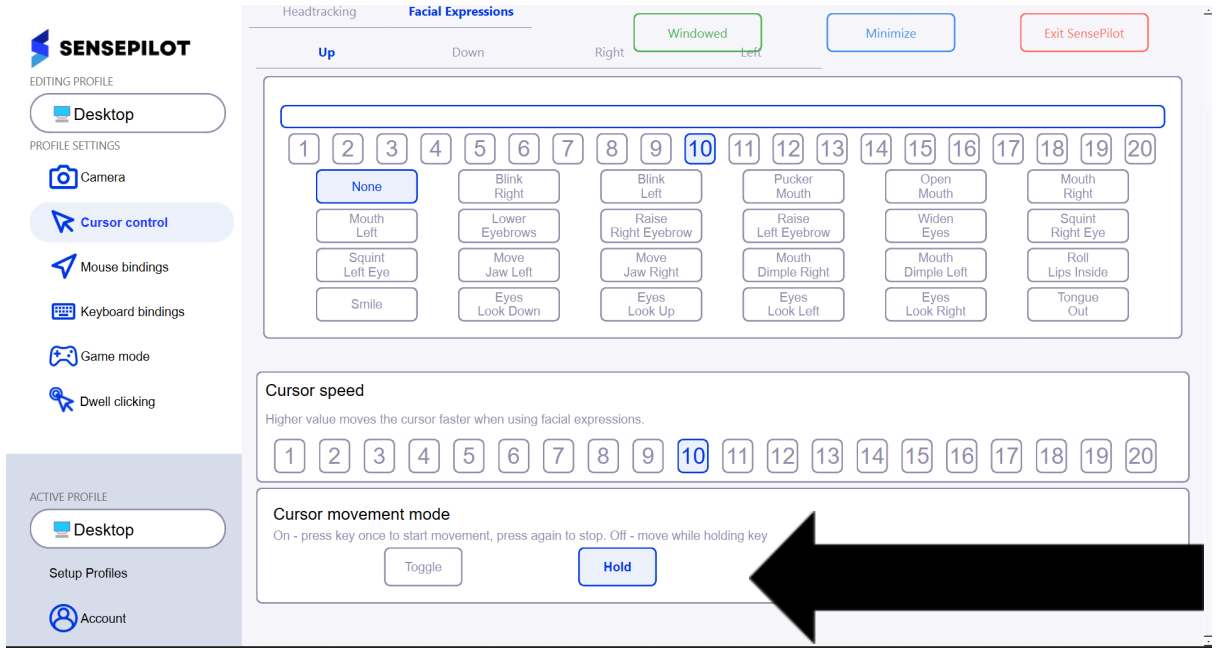 SENSEPILOT
EDITING PROFILE
Desktop
PROFILE SETTINGS
Camera
Cursor control
Mouse bindings
Keyboard bindings
Game mode
Dwell clicking
ACTIVE PROFILE
Desktop
Setup Profiles
Account
Headtracking Facial Expressions
Windowed Minimize Exit SensePilot
Up Down Right Left
1 2 3 4 5 6 7 8 9 10 11 12 13 14 15 16 17 18 19 20
None
Blink
Right
Blink
Left
Pucker
Mouth
Open
Mouth
Mouth
Right
Mouth
Left
Lower
Eyebrows
Raise
Right Eyebrow
Raise
Left Eyebrow
Widen
Eyes
Squint
Right Eye
Squint
Left Eye
Move
Jaw Left
Move
Jaw Right
Mouth
Dimple Right
Mouth
Dimple Left
Roll
Lips Inside
Smile
Eyes
Look Down
Eyes
Look Up
Eyes
Look Left
Eyes
Look Right
Tongue
Out
Cursor speed
Higher value moves the cursor faster when using facial expressions.
1 2 3 4 5 6 7 8 9 10 11 12 13 14 15 16 17 18 19 20
Cursor movement mode
On - press key once to start movement, press again to stop. Off - move while holding key
Toggle Hold